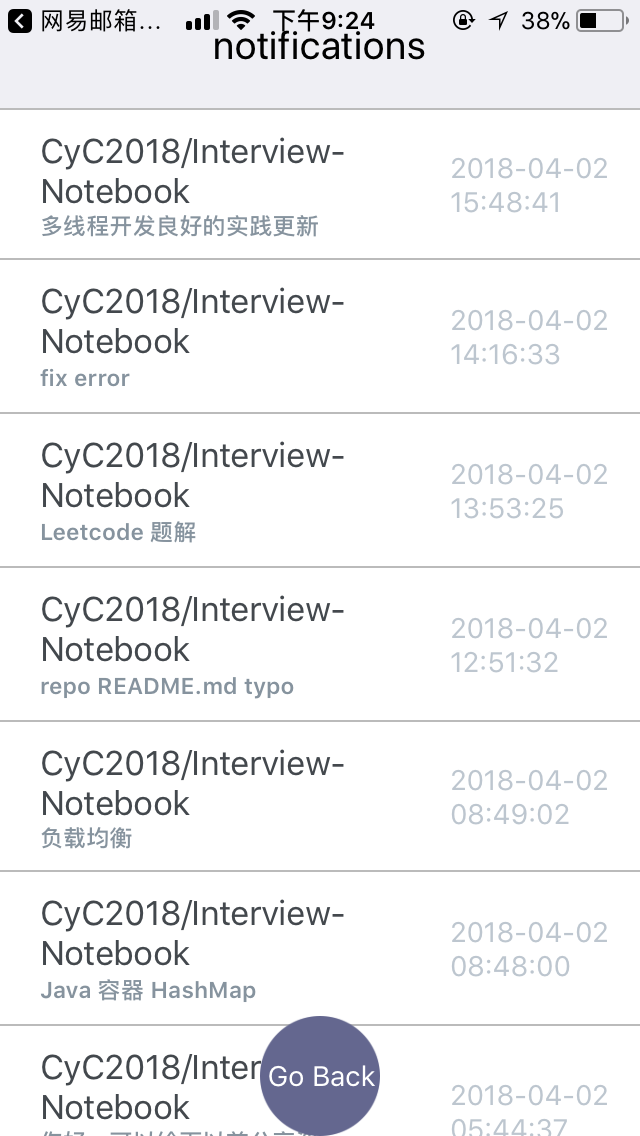 网易邮箱... 下午9:24 38%
notifications
CyC2018/Interview-
Notebook
多线程开发良好的实践更新
2018-04-02
15:48:41
CyC2018/Interview-
Notebook
fix error
2018-04-02
14:16:33
CyC2018/Interview-
Notebook
Leetcode 题解
2018-04-02
13:53:25
CyC2018/Interview-
Notebook
repo README.md typo
2018-04-02
12:51:32
CyC2018/Interview-
Notebook
负载均衡
2018-04-02
08:49:02
CyC2018/Interview-
Notebook
Java 容器 HashMap
2018-04-02
08:48:00
CyC2018/Inter
Notebook
2018-04-02
05:44:37
Go Back